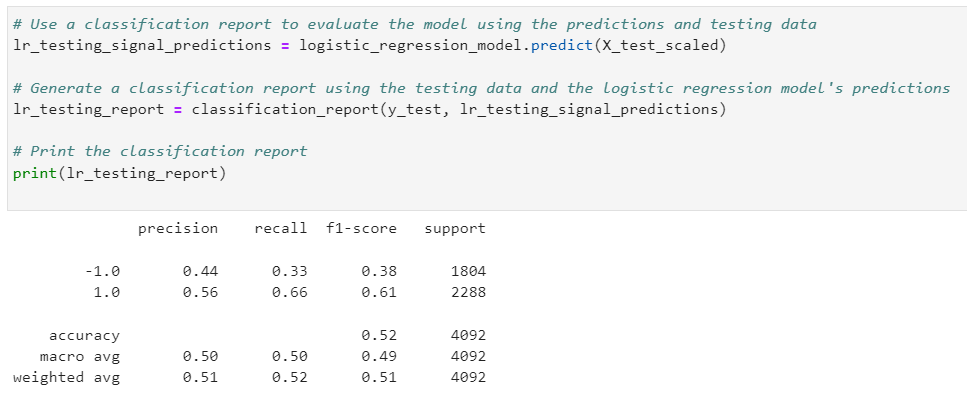 # Use a classification report to evaluate the model using the predictions and testing data
lr_testing_signal_predictions = logistic_regression_model.predict(X_test_scaled)
# Generate a classification report using the testing data and the logistic regression model's predictions
lr_testing_report = classification_report(y_test, lr_testing_signal_predictions)
# Print the classification report
print(lr_testing_report)
precision recall f1-score support
-1.0 0.44 0.33 0.38 1804
1.0 0.56 0.66 0.61 2288
accuracy 0.52 4092
macro avg 0.50 0.50 0.49 4092
weighted avg 0.51 0.52 0.51 4092